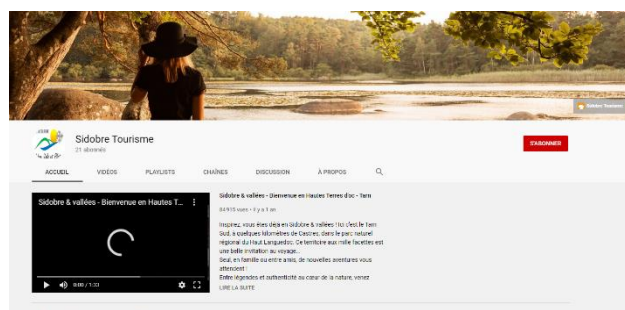 Sidobre Tourisme
Sidobre Tourisme
21 abonnés
S'ABONNER
ACCUEIL
VIDÉOS
PLAYLISTS
CHAÎNES
DISCUSSION
À PROPOS
Sidobre & vallées - Bienvenue en Hautes T...
0:00 / 1:33
Sidobre & vallées - Bienvenue en Hautes Terres d'oc - Tarn
vues • il y a 1 an
Inspirez, vous êtes déjà en Sidobre & vallées ! Ici c'est le Tarn
Sud, à quelques kilomètres de Castres, dans le parc naturel
régional du Haut Languedoc. Ce territoire aux mille facettes est
une belle invitation au voyage...
Seul, en famille ou entre amis, de nouvelles aventures vous
attendent !
Entre légendes et authenticité au cœur de la nature, venez
LIRE LA SUITE